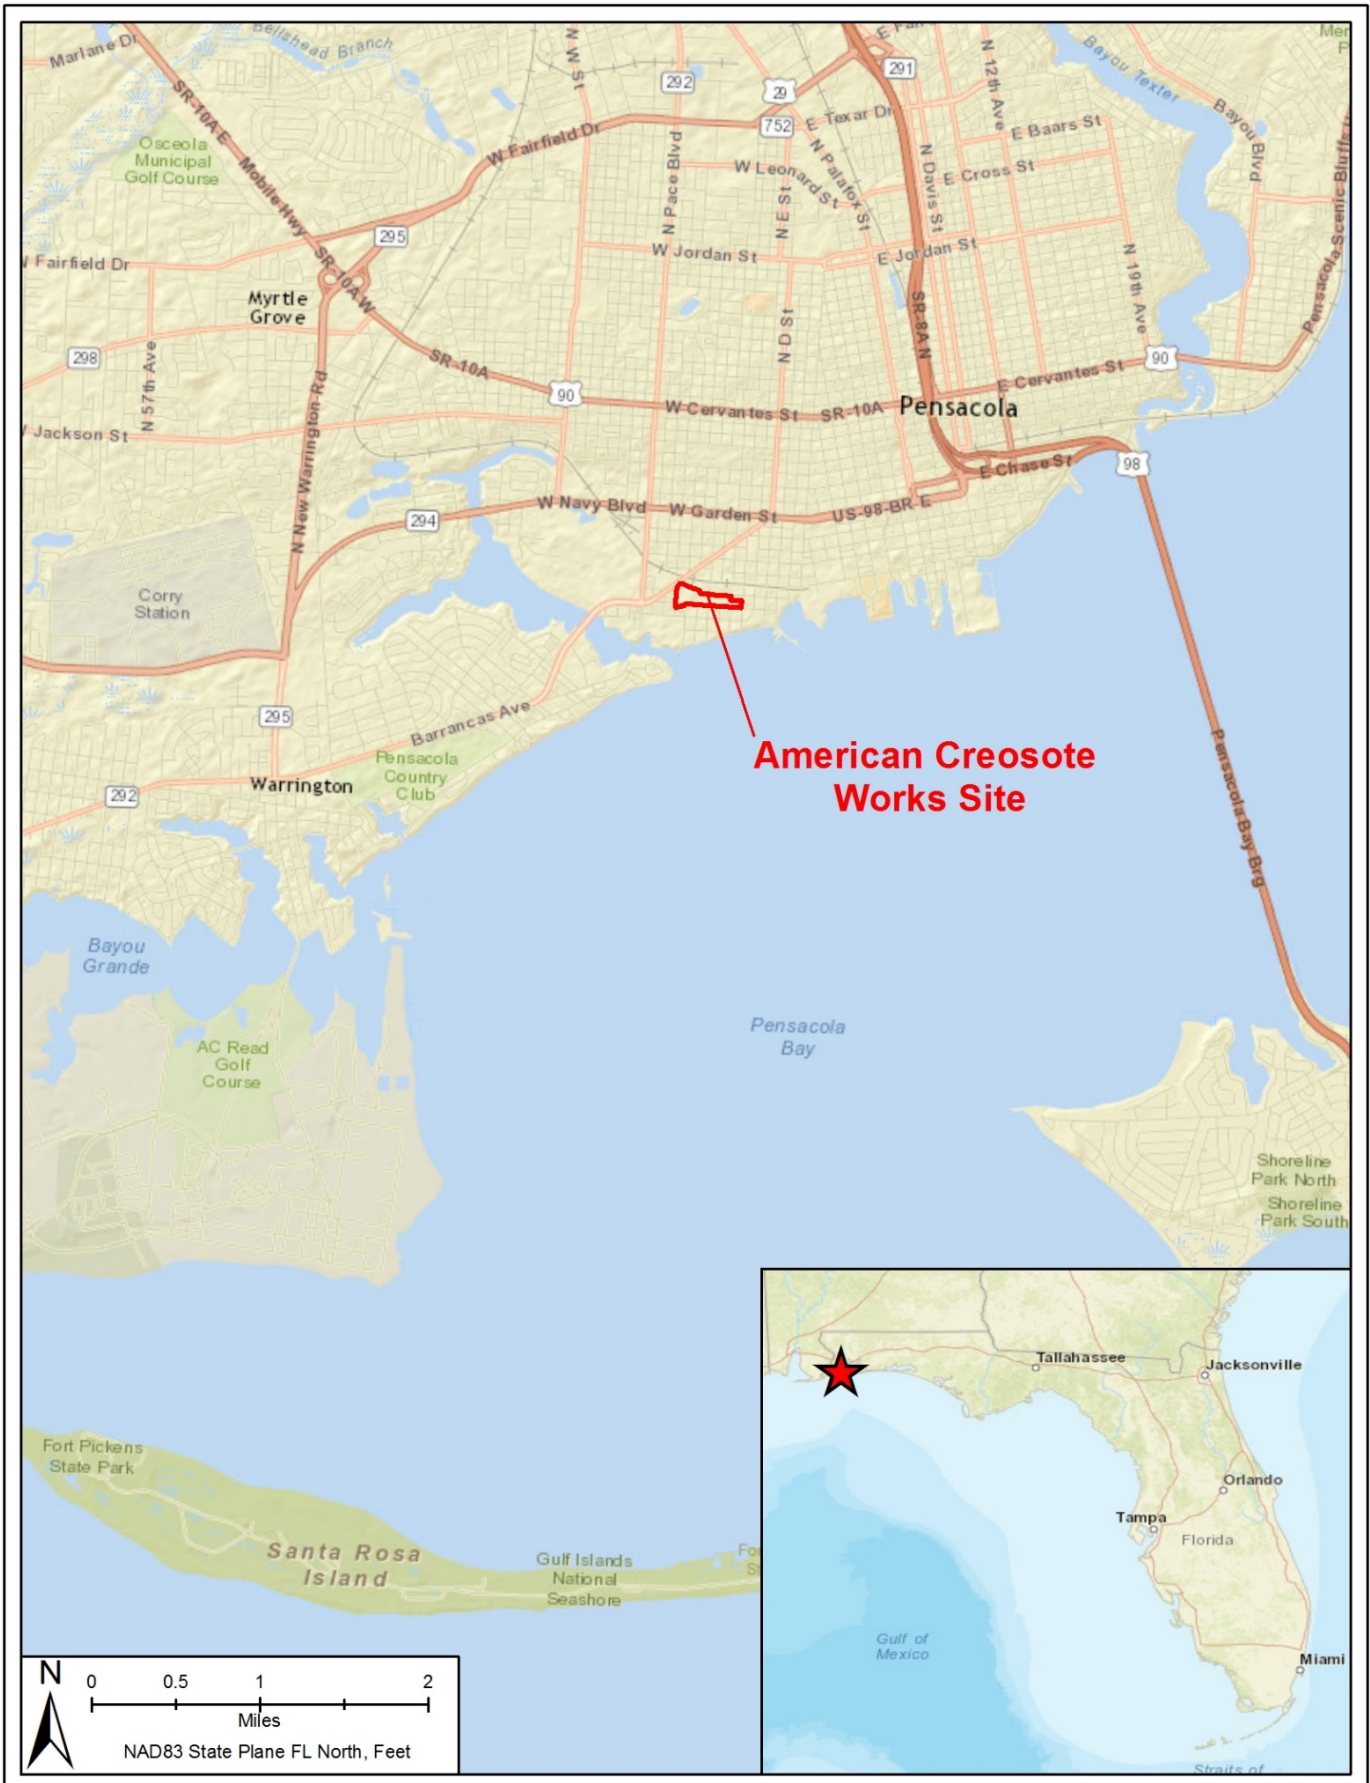 Marlane Dr
Bellshead Branch
N W St
292
29
291
N 12th Ave
Bayou Texter
SR-10A E
Mobile Hwy
Osceola
Municipal
Golf Course
W Fairfield Dr
752
E Texar Dr
E Baars St
Bayou Blvd
N Pace Blvd
W Leonard St
N Palafox St
N E St
N Davis St
E Cross St
Pensacola Scenic Bluffs
295
W Jordan St
E Jordan St
N 19th Ave
Fairfield Dr
SR-10A W
Myrtle
Grove
SR-8A N
N D St
298
N 57th Ave
SR-10A
90
90
E Cervantes St
W Cervantes St
SR-10A
Pensacola
Jackson St
N New Warrington Rd
E Chase St
98
294
W Navy Blvd
W Garden St
US-98-BR E
Corry
Station
295
Barrancas Ave
American Creosote
Works Site
Pensacola
Country
Club
Warrington
292
Pensacola Bay Brg
Bayou
Grande
Pensacola
Bay
AC Read
Golf
Course
Shoreline
Park North
Shoreline
Park South
Fort Pickens
State Park
Santa Rosa
Island
Gulf Islands
National
Seashore
Tallahassee
Jacksonville
Orlando
Tampa
Florida
Gulf of
Mexico
Miami
Straits of
N
0 0.5 1 2
Miles
NAD83 State Plane FL North, Feet